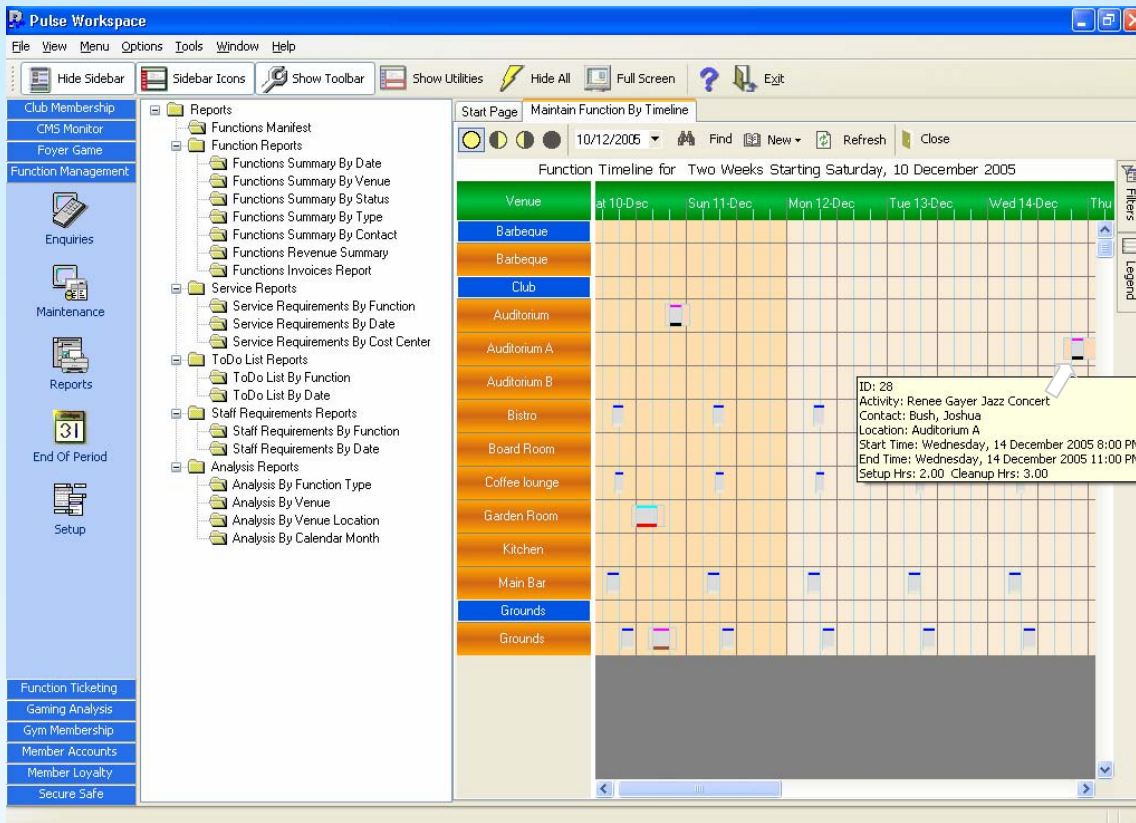 Pulse Workspace
File View Menu Options Tools Window Help
Hide Sidebar Sidebar Icons Show Toolbar Show Utilities Hide All Full Screen Exit
Club Membership
CMS Monitor
Foyer Game
Function Management
Enquiries
Maintenance
Reports
31
End Of Period
Setup
Function Ticketing
Gaming Analysis
Gym Membership
Member Accounts
Member Loyalty
Secure Safe
Reports
Functions Manifest
Function Reports
Functions Summary By Date
Functions Summary By Venue
Functions Summary By Status
Functions Summary By Type
Functions Summary By Contact
Functions Revenue Summary
Functions Invoices Report
Service Reports
Service Requirements By Function
Service Requirements By Date
Service Requirements By Cost Center
ToDo List Reports
ToDo List By Function
ToDo List By Date
Staff Requirements Reports
Staff Requirements By Function
Staff Requirements By Date
Analysis Reports
Analysis By Function Type
Analysis By Venue
Analysis By Venue Location
Analysis By Calendar Month
Start Page Maintain Function By Timeline
10/12/2005 Find New Refresh Close
Function Timeline for Two Weeks Starting Saturday, 10 December 2005
Venue at 10-Dec Sun 11-Dec Mon 12-Dec Tue 13-Dec Wed 14-Dec Thu
Barbeque
Barbeque
Club
Auditorium
Auditorium A
Auditorium B
Bistro
Board Room
Coffee lounge
Garden Room
Kitchen
Main Bar
Grounds
Grounds
ID: 28
Activity: Renee Gayer Jazz Concert
Contact: Bush, Joshua
Location: Auditorium A
Start Time: Wednesday, 14 December 2005 8:00 PM
End Time: Wednesday, 14 December 2005 11:00 PM
Setup Hrs: 2.00 Cleanup Hrs: 3.00
Filters
Legend